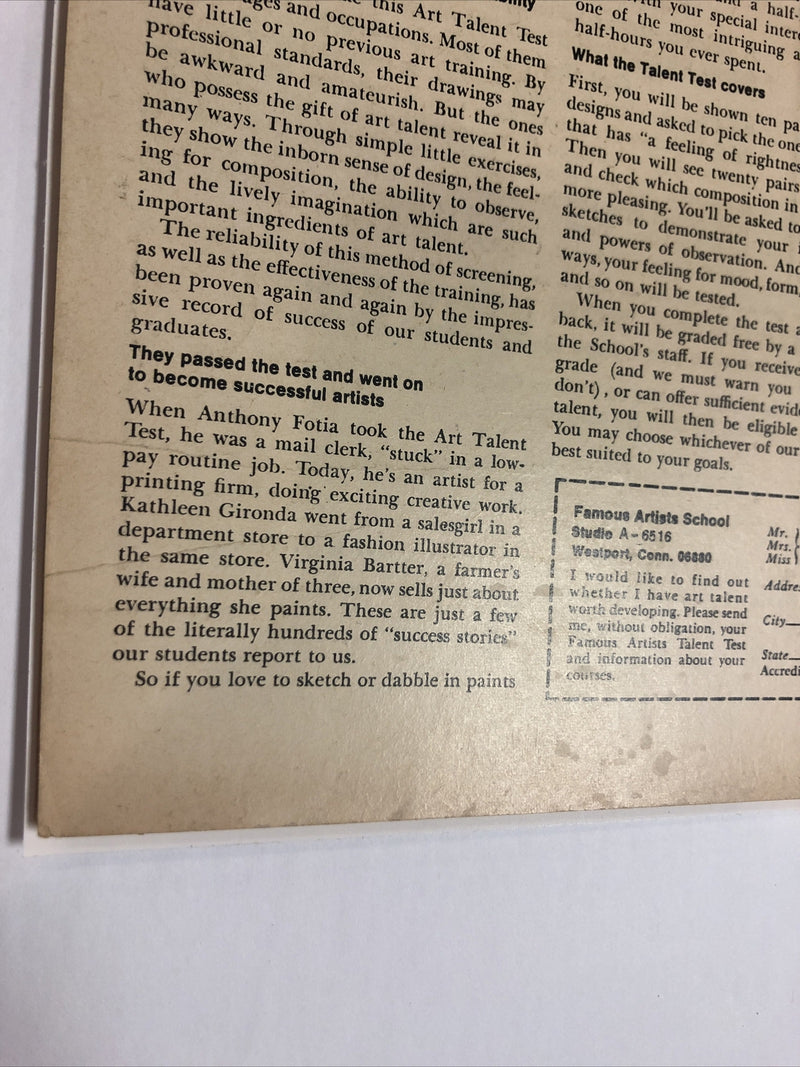 ges and occupations. Most of them
this Art Talent Test
have little or no previous art training. By
professional standards, their drawings may
be awkward and amateurish. But the ones
who possess the gift of art talent reveal it in
many ways. Through simple little exercises,
they show the inborn sense of design, the feel-
ing for composition, the ability to observe,
and the lively imagination which are such
important ingredients of art talent.
The reliability of this method of screening,
as well as the effectiveness of the training, has
been proven again and again by the impres-
sive record of success of our students and
graduates.
They passed the test and went on
to become successful artists
When Anthony Fotia took the Art Talent
Test, he was a mail clerk, "stuck" in a low-
pay routine job. Today, he's an artist for a
printing firm, doing exciting creative work.
Kathleen Gironda went from a salesgirl in a
department store to a fashion illustrator in
the same store. Virginia Bartter, a farmer's
wife and mother of three, now sells just about
everything she paints. These are just a few
of the literally hundreds of "success stories"
our students report to us.
So if you love to sketch or dabble in paints
and a half-
your special inter
one of the most intriguing a
half-hours you ever spent.
What the Talent Test covers
First, you will be shown ten pa
designs and asked to pick the one
that has "a feeling of rightnes
Then you will see twenty pairs
and check which composition in
more pleasing. You'll be asked to
sketches to demonstrate your
and powers of observation. And
ways, your feeling for mood, form,
and so on will be tested.
When you complete the test a
back, it will be graded free by a
the School's staff. If you receive
grade (and we must warn you
don't), or can offer sufficient evid
talent, you will then be eligible
You may choose whichever of our
best suited to your goals.
Famous Artists School
Studio A-6516
Westport, Conn. 06880
I would like to find out
whether I have art talent
worth developing. Please send
me, without obligation, your
Famous Artists Talent Test
and information about your
courses.
Mr.
Mrs.
Miss
Addre
City
State
Accredi